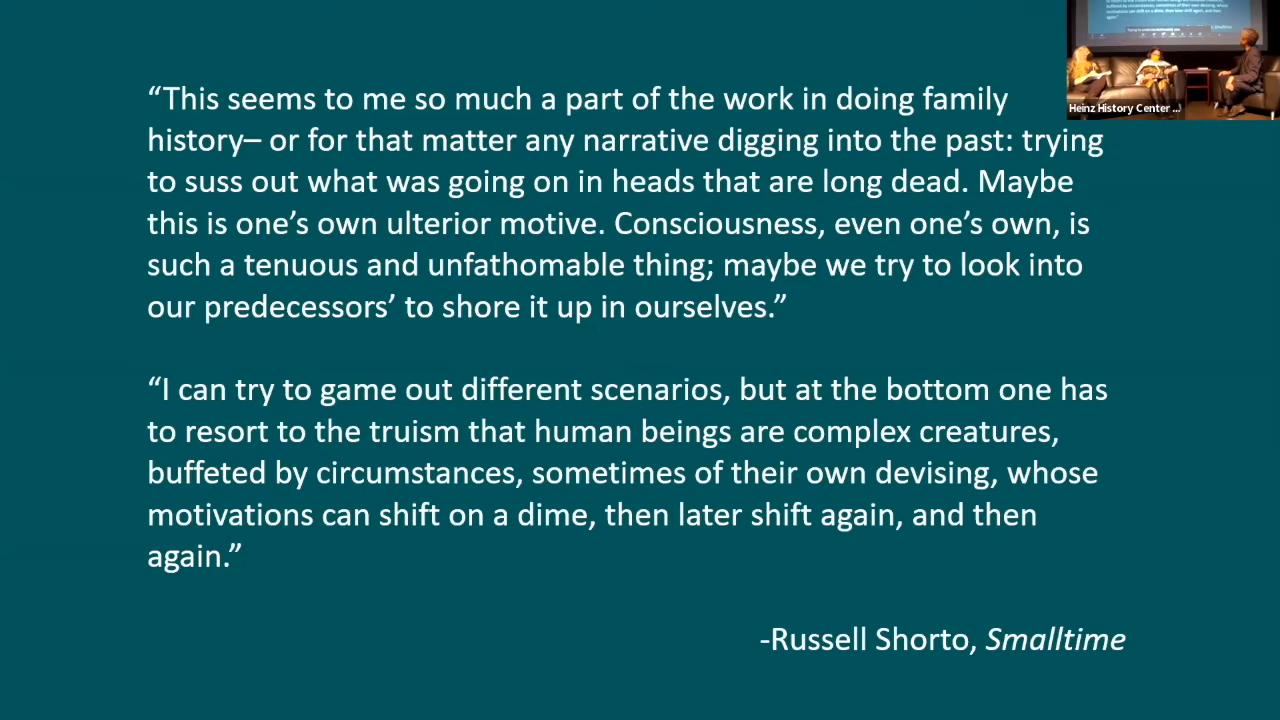 “This seems to me so much a part of the work in doing family
history– or for that matter any narrative digging into the past: trying
to suss out what was going on in heads that are long dead. Maybe
this is one’s own ulterior motive. Consciousness, even one’s own, is
such a tenuous and unfathomable thing; maybe we try to look into
our predecessors’ to shore it up in ourselves.”
“I can try to game out different scenarios, but at the bottom one has
to resort to the truism that human beings are complex creatures,
buffeted by circumstances, sometimes of their own devising, whose
motivations can shift on a dime, then later shift again, and then
again.”
-Russell Shorto, Smalltime
Heinz History Center ...